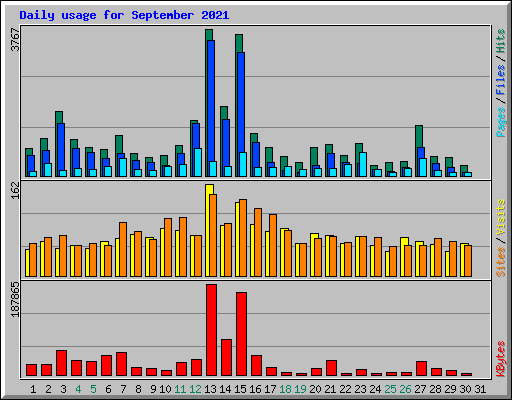 Daily usage for September 2021
3767
Pages / Files / Hits
162
Sites / Visits
187865
KBytes
1 2 3 4 5 6 7 8 9 10 11 12 13 14 15 16 17 18 19 20 21 22 23 24 25 26 27 28 29 30 31